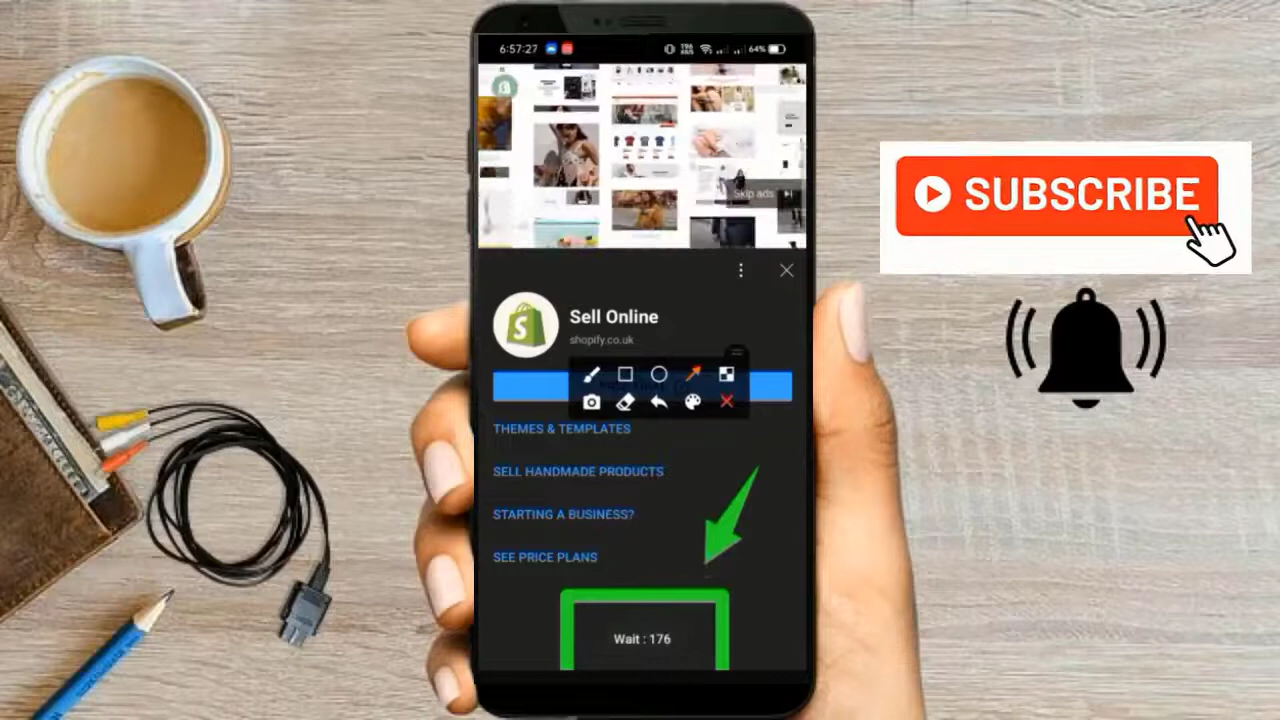 6:57:27
64%
Skip ads
Sell Online
shopify.co.uk
THEMES & TEMPLATES
SELL HANDMADE PRODUCTS
STARTING A BUSINESS?
SEE PRICE PLANS
Wait : 176
SUBSCRIBE